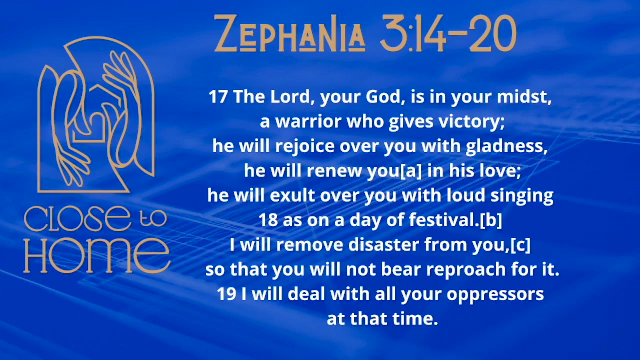 Zephania 3:14-20
17 The Lord, your God, is in your midst,
a warrior who gives victory;
he will rejoice over you with gladness,
he will renew you[a] in his love;
he will exult over you with loud singing
18 as on a day of festival.[b]
I will remove disaster from you,[c]
so that you will not bear reproach for it.
19 I will deal with all your oppressors
at that time.
CLOSE to
HOME